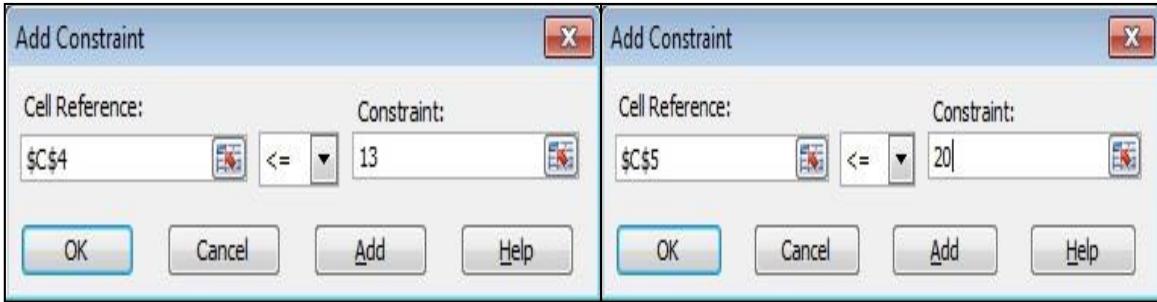 Add Constraint
Cell Reference:
Constraint:
$C$4
<=
13
OK
Cancel
Add
Help
Add Constraint
Cell Reference:
Constraint:
$C$5
<=
20
OK
Cancel
Add
Help